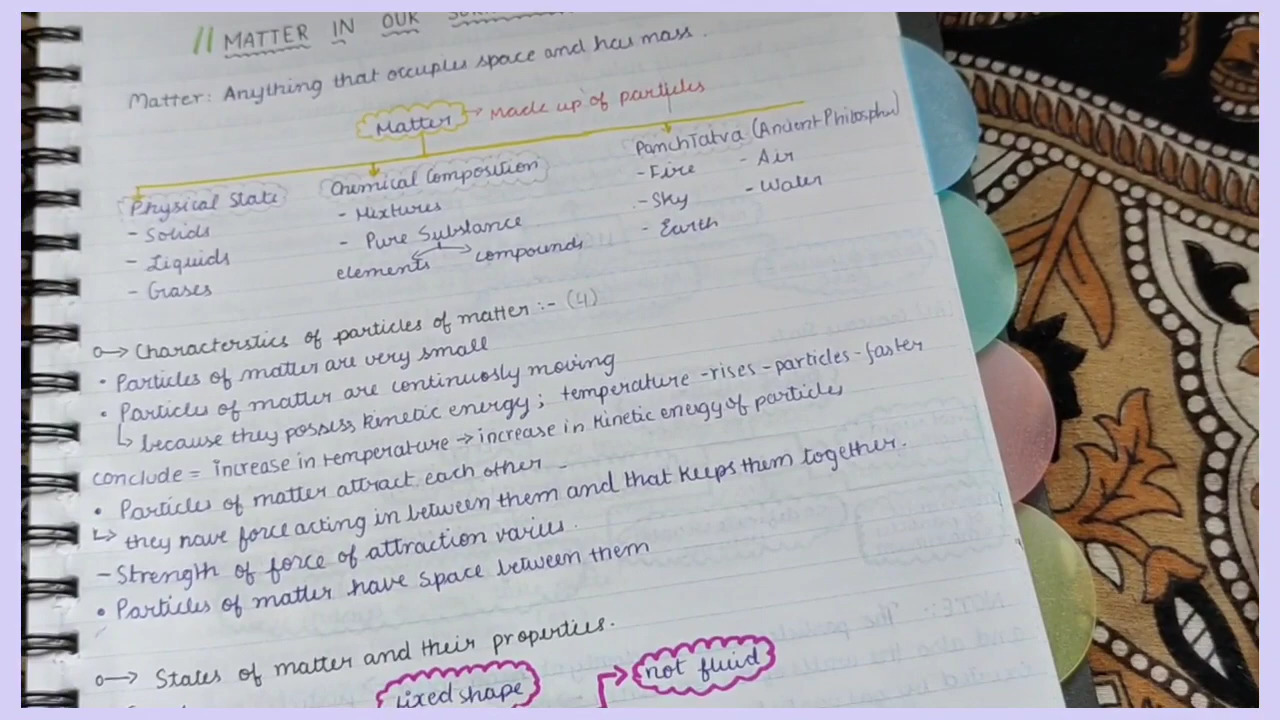 // MATTER IN OUR
Matter: Anything that occupies space and has mass.
Matter → made up of particles
Physical State
- Solids
- Liquids
- Gases
Chemical Composition
- Mixtures
- Pure Substance
elements compounds
PanchTatva (Ancient Philosopher)
- Fire - Air
- Sky - Water
- Earth
o→ Characterstics of particles of matter :- (4)
• Particles of matter are very small
• Particles of matter are continuosly moving
↳ because they possess kinetic energy; temperature -rises - particles - faster
conclude = increase in temperature → increase in kinetic energy of particles
• Particles of matter attract each other -
↳ they have force acting in between them and that keeps them together.
- Strength of force of attraction varies.
• Particles of matter have space between them
o→ States of matter and their properties.
fixed shape → not fluid